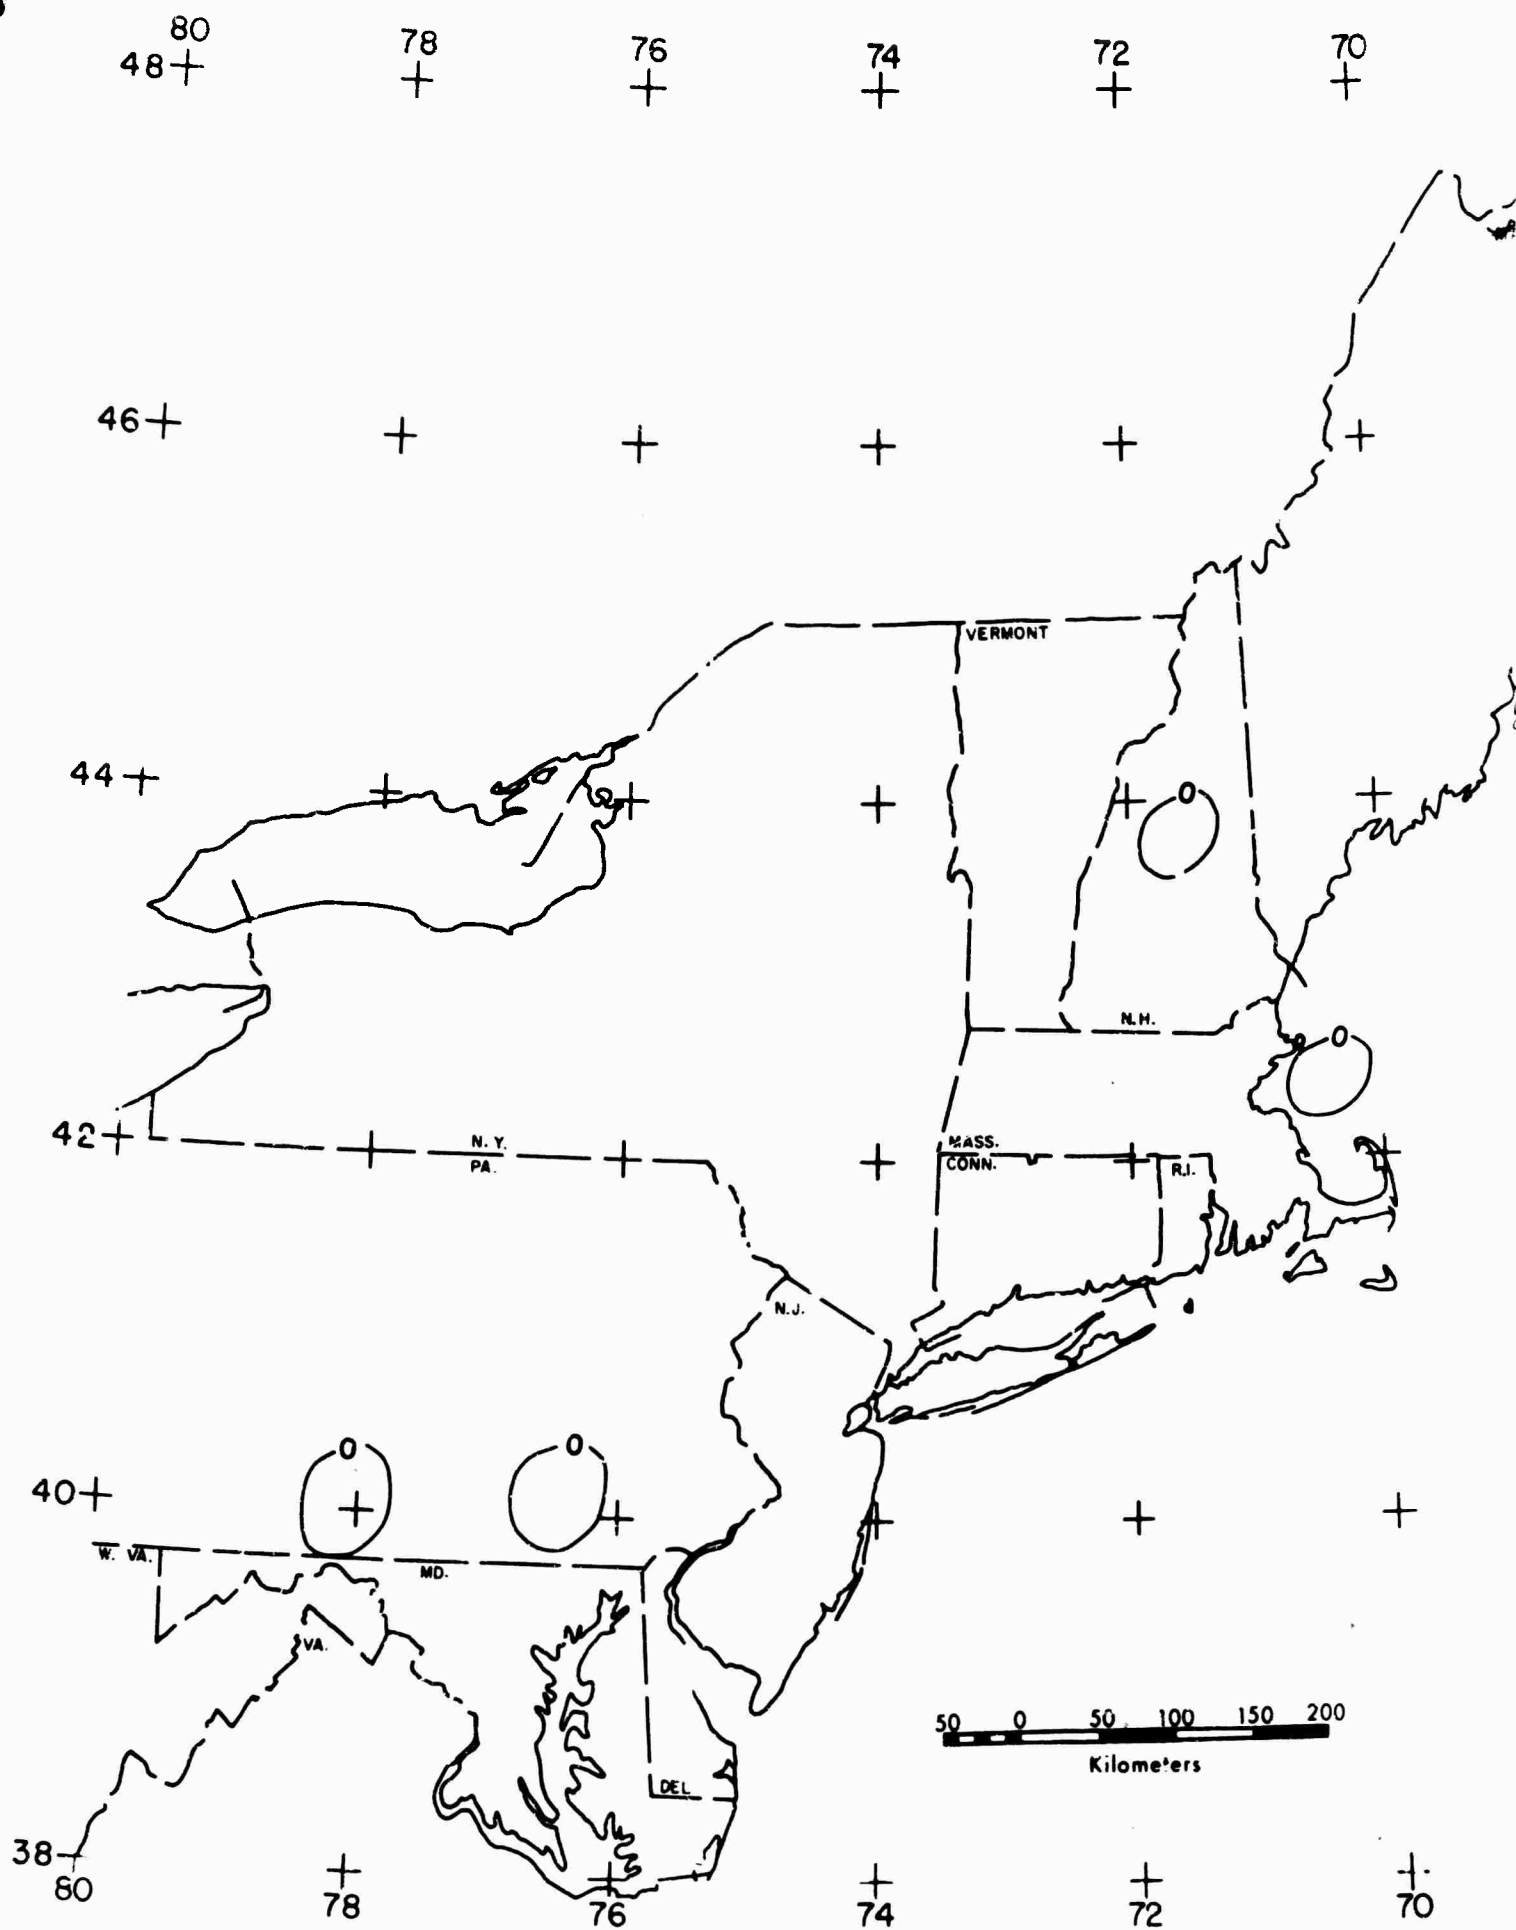 80 78 76 74 72 70
48
46
VERMONT
44
0
N.H.
0
42
N.Y.
PA.
MASS.
CONN.
R.I.
N.J.
0 0
40
W. VA.
MD.
VA.
50 0 50 100 150 200
Kilometers
DEL
38
80 78 76 74 72 70